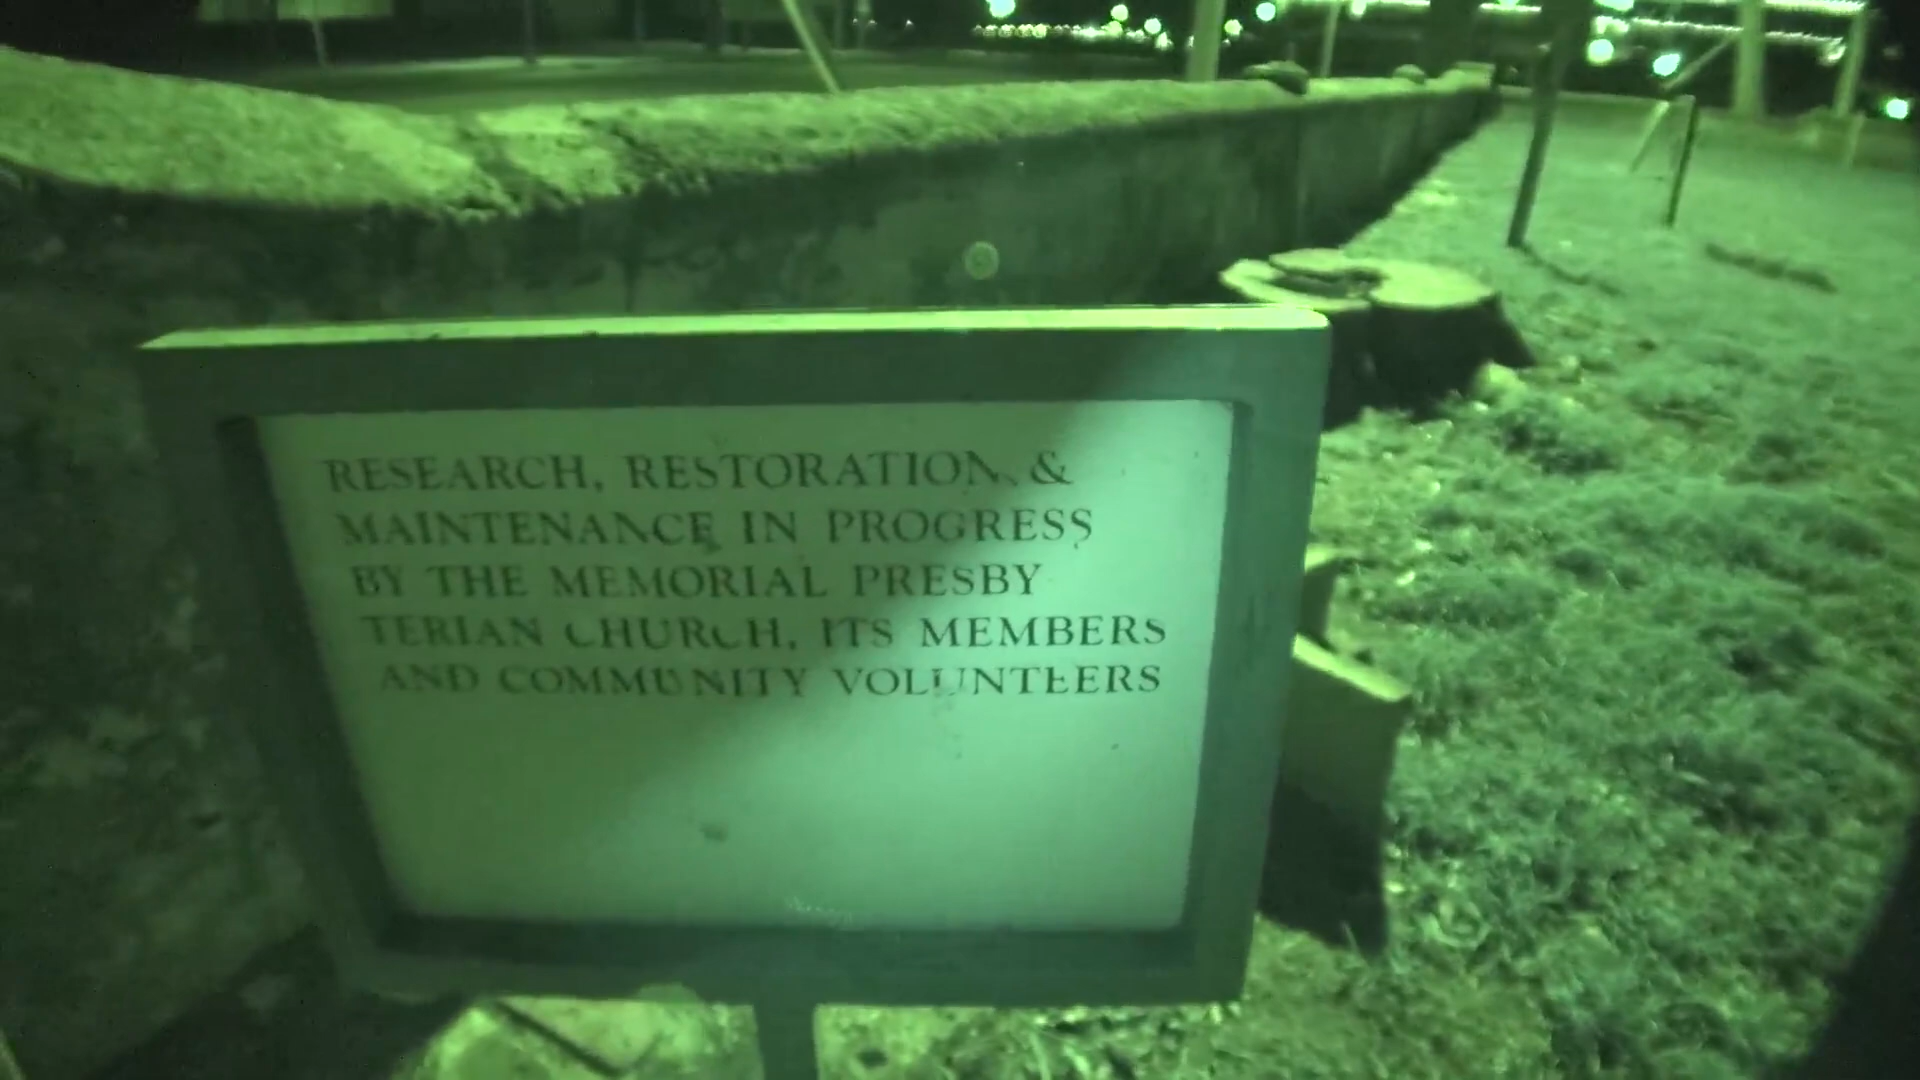 RESEARCH, RESTORATION, &
MAINTENANCE IN PROGRESS
BY THE MEMORIAL PRESBY
TERIAN CHURCH, ITS MEMBERS
AND COMMUNITY VOLUNTEERS